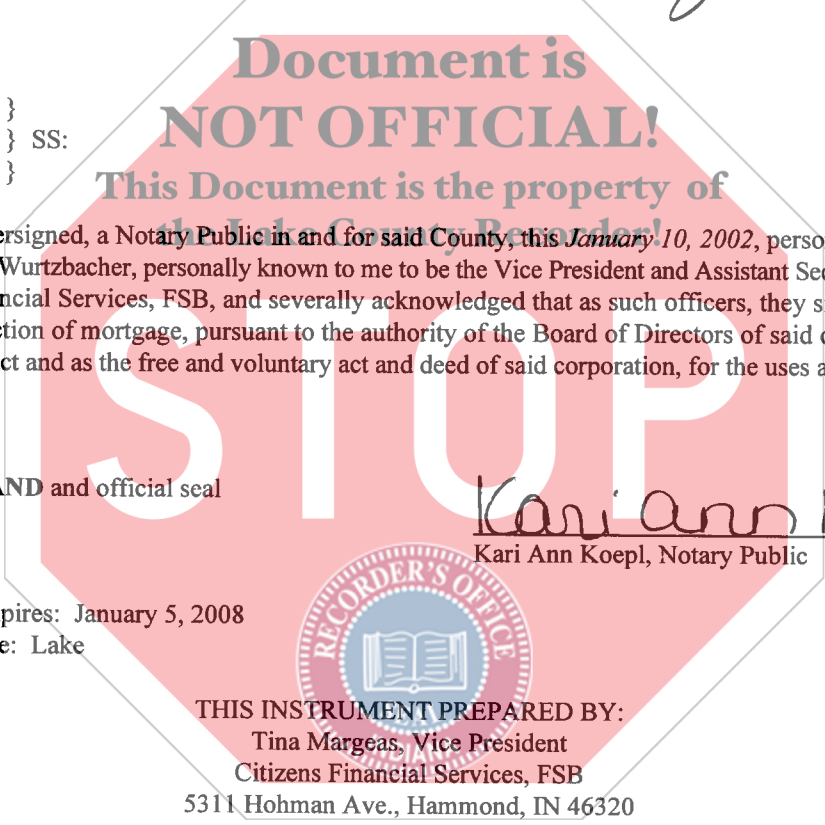 Document is
NOT OFFICIAL!
}
} SS:
}
This Document is the property of
the Lake County Recorder!
ersigned, a Notary Public in and for said County, this January 10, 2002, perso
Wurtzbacher, personally known to me to be the Vice President and Assistant Sec
ncial Services, FSB, and severally acknowledged that as such officers, they s
tion of mortgage, pursuant to the authority of the Board of Directors of said c
ct and as the free and voluntary act and deed of said corporation, for the uses a
STOP
AND and official seal
Kari Ann
Kari Ann Koepl, Notary Public
RECORDER'S OFFICE
pires: January 5, 2008
e: Lake
THIS INSTRUMENT PREPARED BY:
Tina Margeas, Vice President
Citizens Financial Services, FSB
5311 Hohman Ave., Hammond, IN 46320